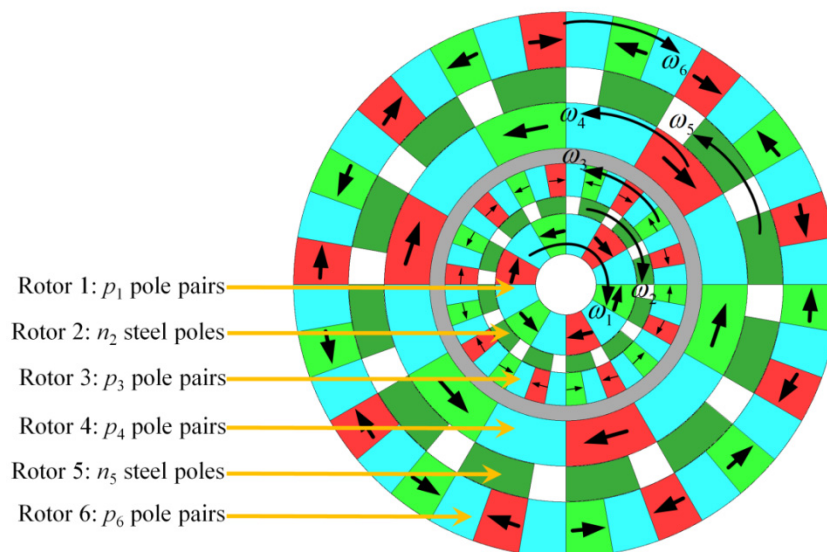 ω₆
ω₅
ω₄
ω₃
ω₂
ω₁
Rotor 1: p₁ pole pairs
Rotor 2: n₂ steel poles
Rotor 3: p₃ pole pairs
Rotor 4: p₄ pole pairs
Rotor 5: n₅ steel poles
Rotor 6: p₆ pole pairs